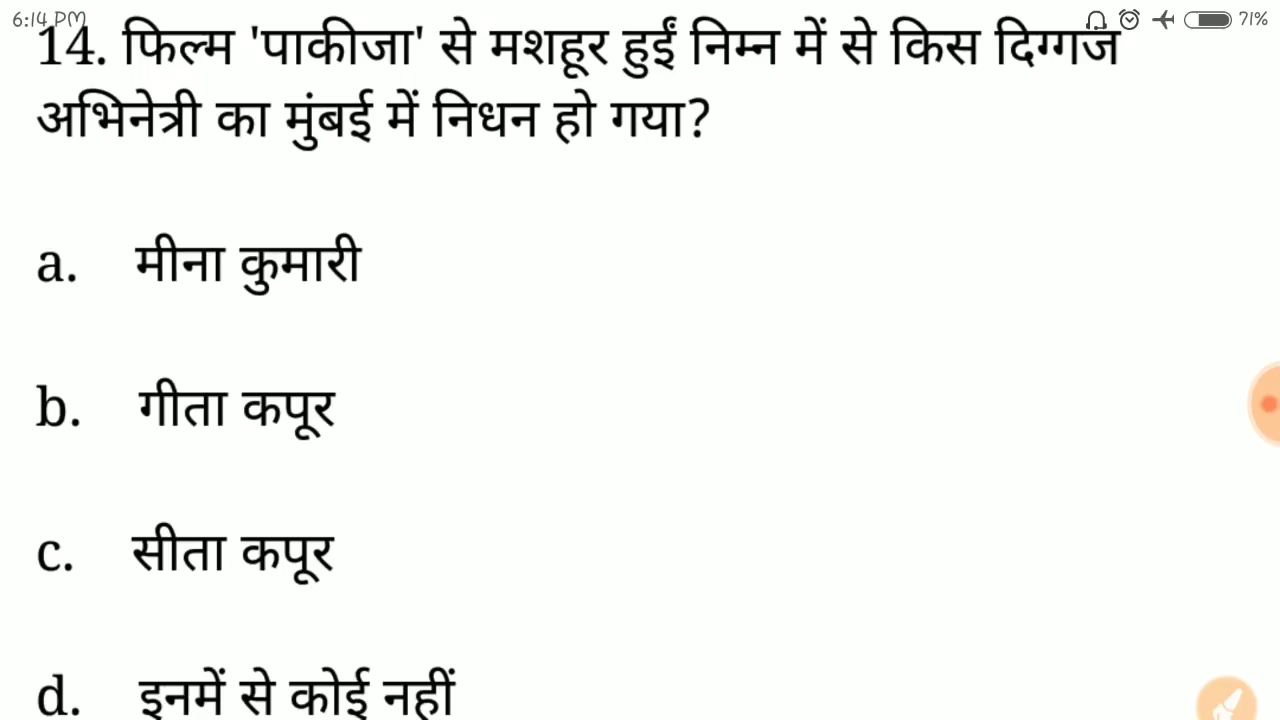 6:14 PM 71%
14. फिल्म 'पाकीजा' से मशहूर हुईं निम्न में से किस दिग्गज
अभिनेत्री का मुंबई में निधन हो गया?
a. मीना कुमारी
b. गीता कपूर
c. सीता कपूर
d. इनमें से कोई नहीं